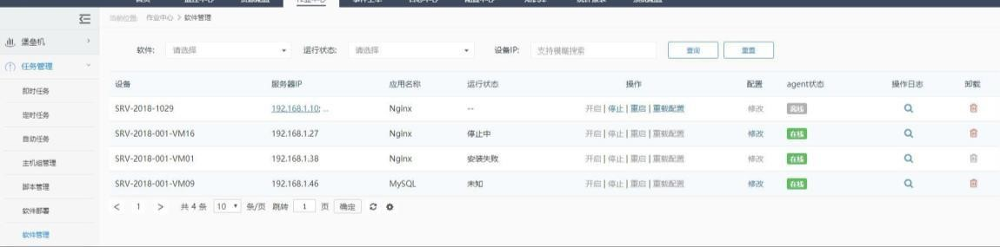 当前位置: 作业中心 > 软件管理
堡垒机
任务管理
即时任务
定时任务
自动任务
主机组管理
脚本管理
软件部署
软件管理
软件: 请选择 运行状态: 请选择 设备IP: 支持模糊搜索 查询 重置
设备 服务器IP 应用名称 运行状态 操作 配置 agent状态 操作日志 卸载
SRV-2018-1029 192.168.1.10; ... Nginx -- 开启 | 停止 | 重启 | 重载配置 修改 离线
SRV-2018-001-VM16 192.168.1.27 Nginx 停止中 开启 | 停止 | 重启 | 重载配置 修改 在线
SRV-2018-001-VM01 192.168.1.38 Nginx 安装失败 开启 | 停止 | 重启 | 重载配置 修改 在线
SRV-2018-001-VM09 192.168.1.46 MySQL 未知 开启 | 停止 | 重启 | 重载配置 修改 在线
< 1 > 共 4 条 10 条/页 跳转 1 页 确定